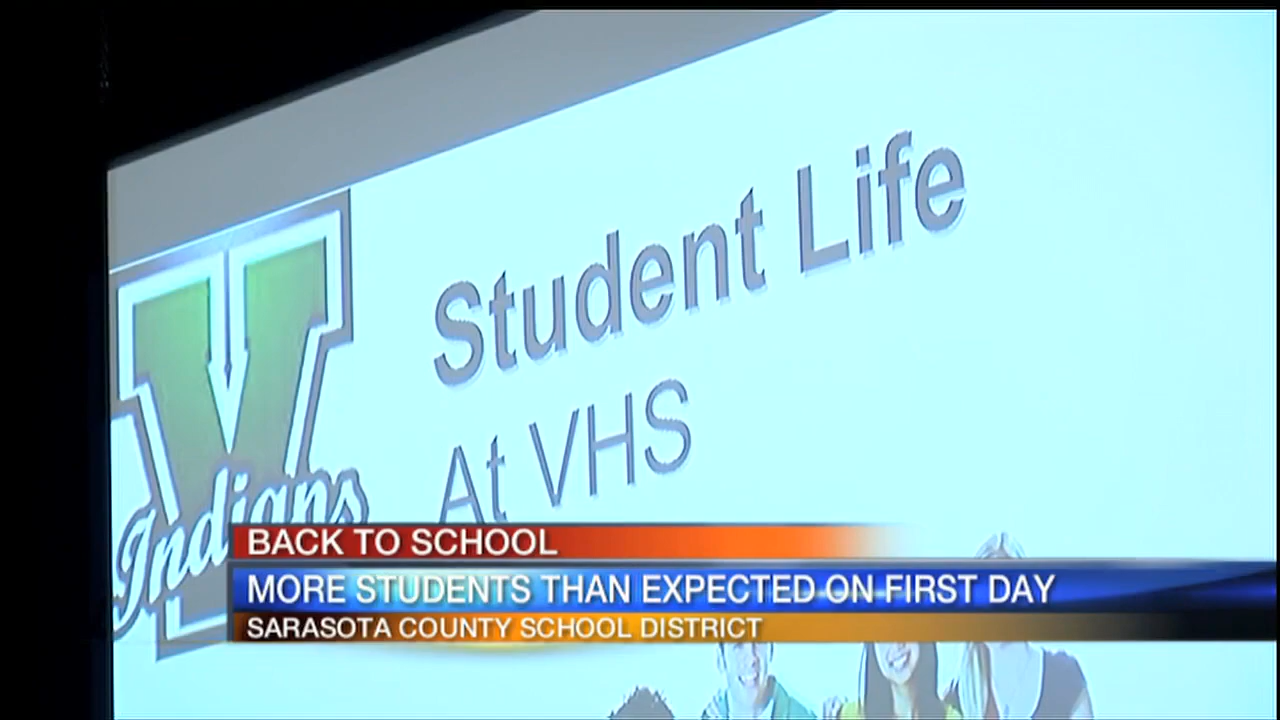 Student Life
At VHS
V
Indians
BACK TO SCHOOL
MORE STUDENTS THAN EXPECTED ON FIRST DAY
SARASOTA COUNTY SCHOOL DISTRICT